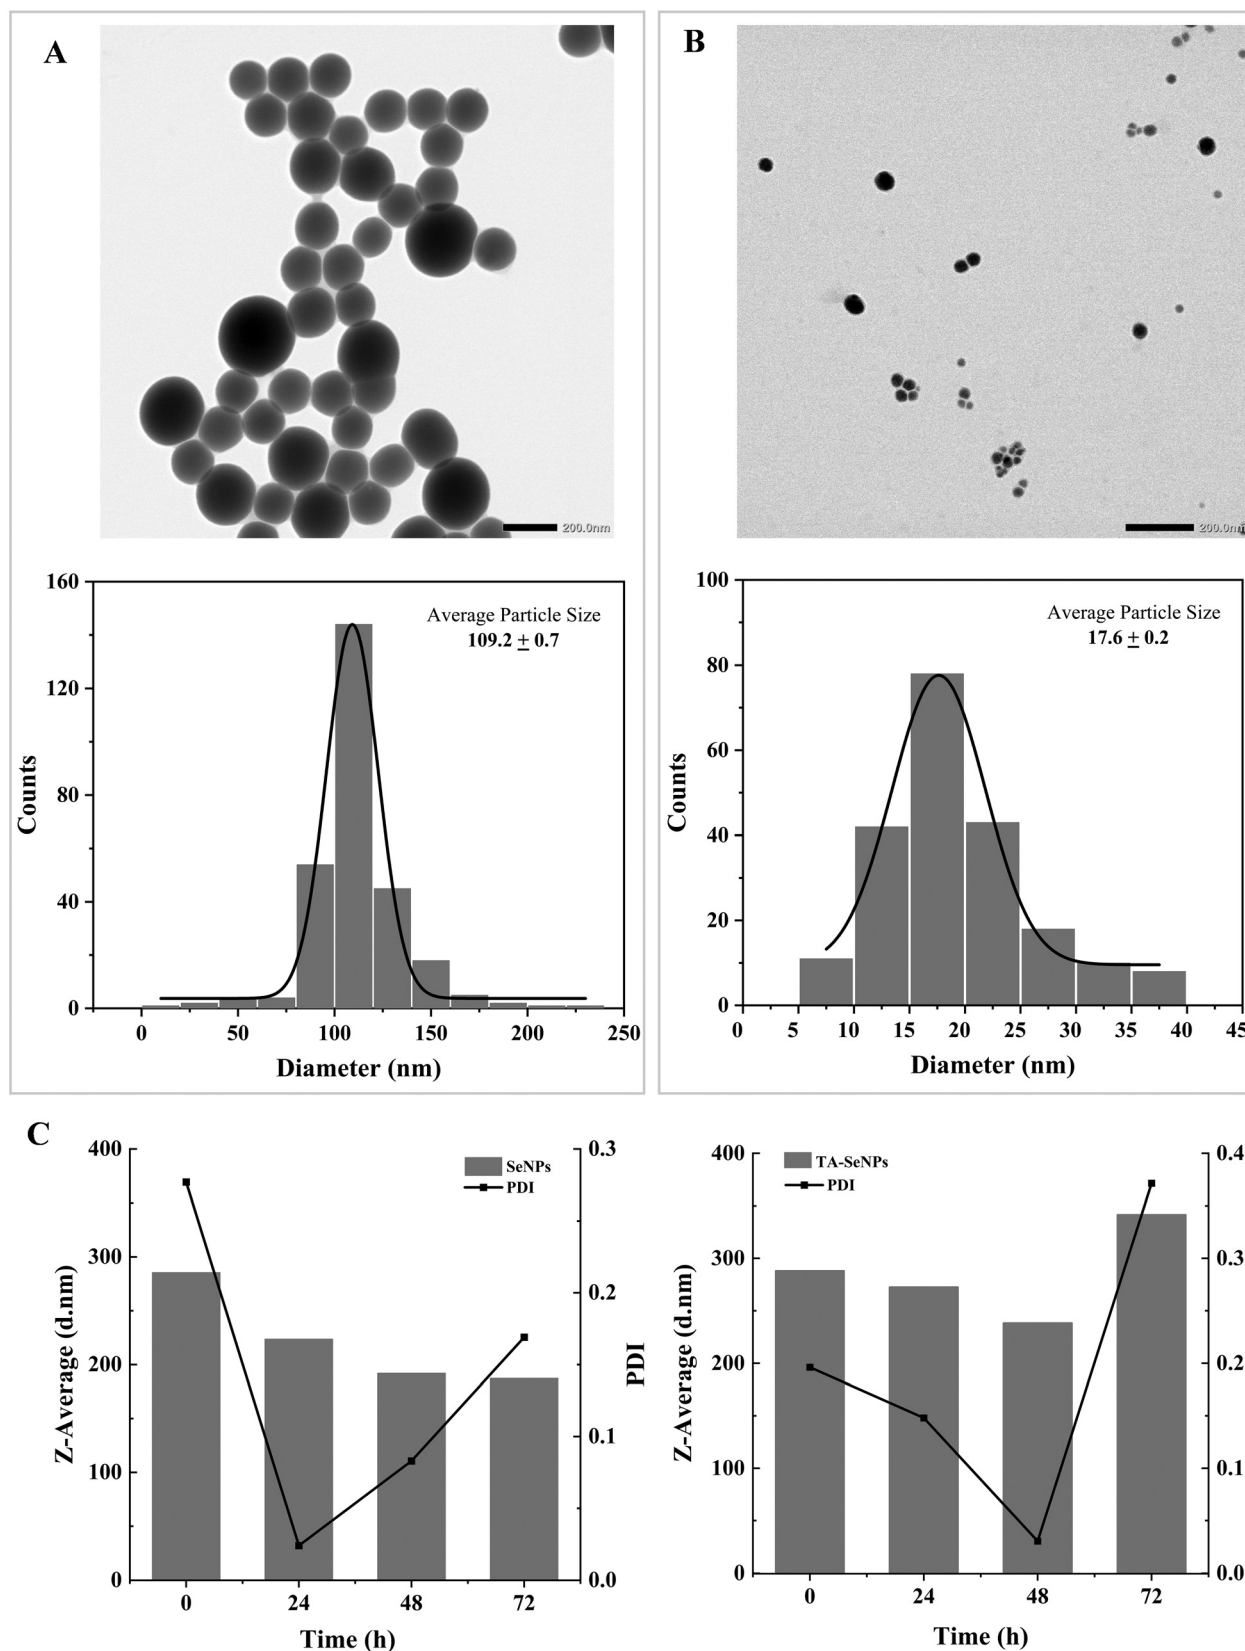 A
200.0nm
160
120
80
40
0
Counts
Average Particle Size
109.2 ± 0.7
0
50
100
150
200
250
Diameter (nm)
B
200.0nm
100
80
60
40
20
0
Counts
Average Particle Size
17.6 ± 0.2
0
5
10
15
20
25
30
35
40
45
Diameter (nm)
C
400
300
200
100
0
Z-Average (d.nm)
SeNPs
PDI
0.3
0.2
0.1
0.0
PDI
0
24
48
72
Time (h)
400
300
200
100
0
Z-Average (d.nm)
TA-SeNPs
PDI
0.4
0.3
0.2
0.1
0.0
0
24
48
72
Time (h)